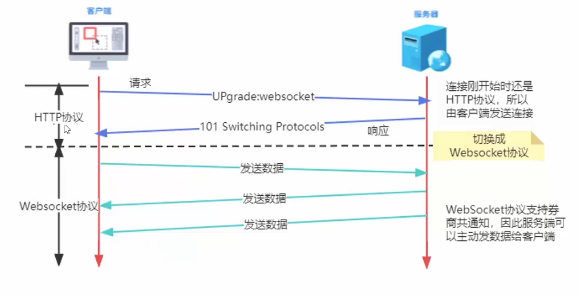 客户端
服务器
请求
UPgrade:websocket
连接刚开始时还是
HTTP协议，所以
由客户端发送连接
HTTP协议
101 Switching Protocols
响应
切换成
Websocket协议
发送数据
发送数据
Websocket协议
发送数据
WebSocket协议支持券
商共通知，因此服务端可
以主动发数据给客户端